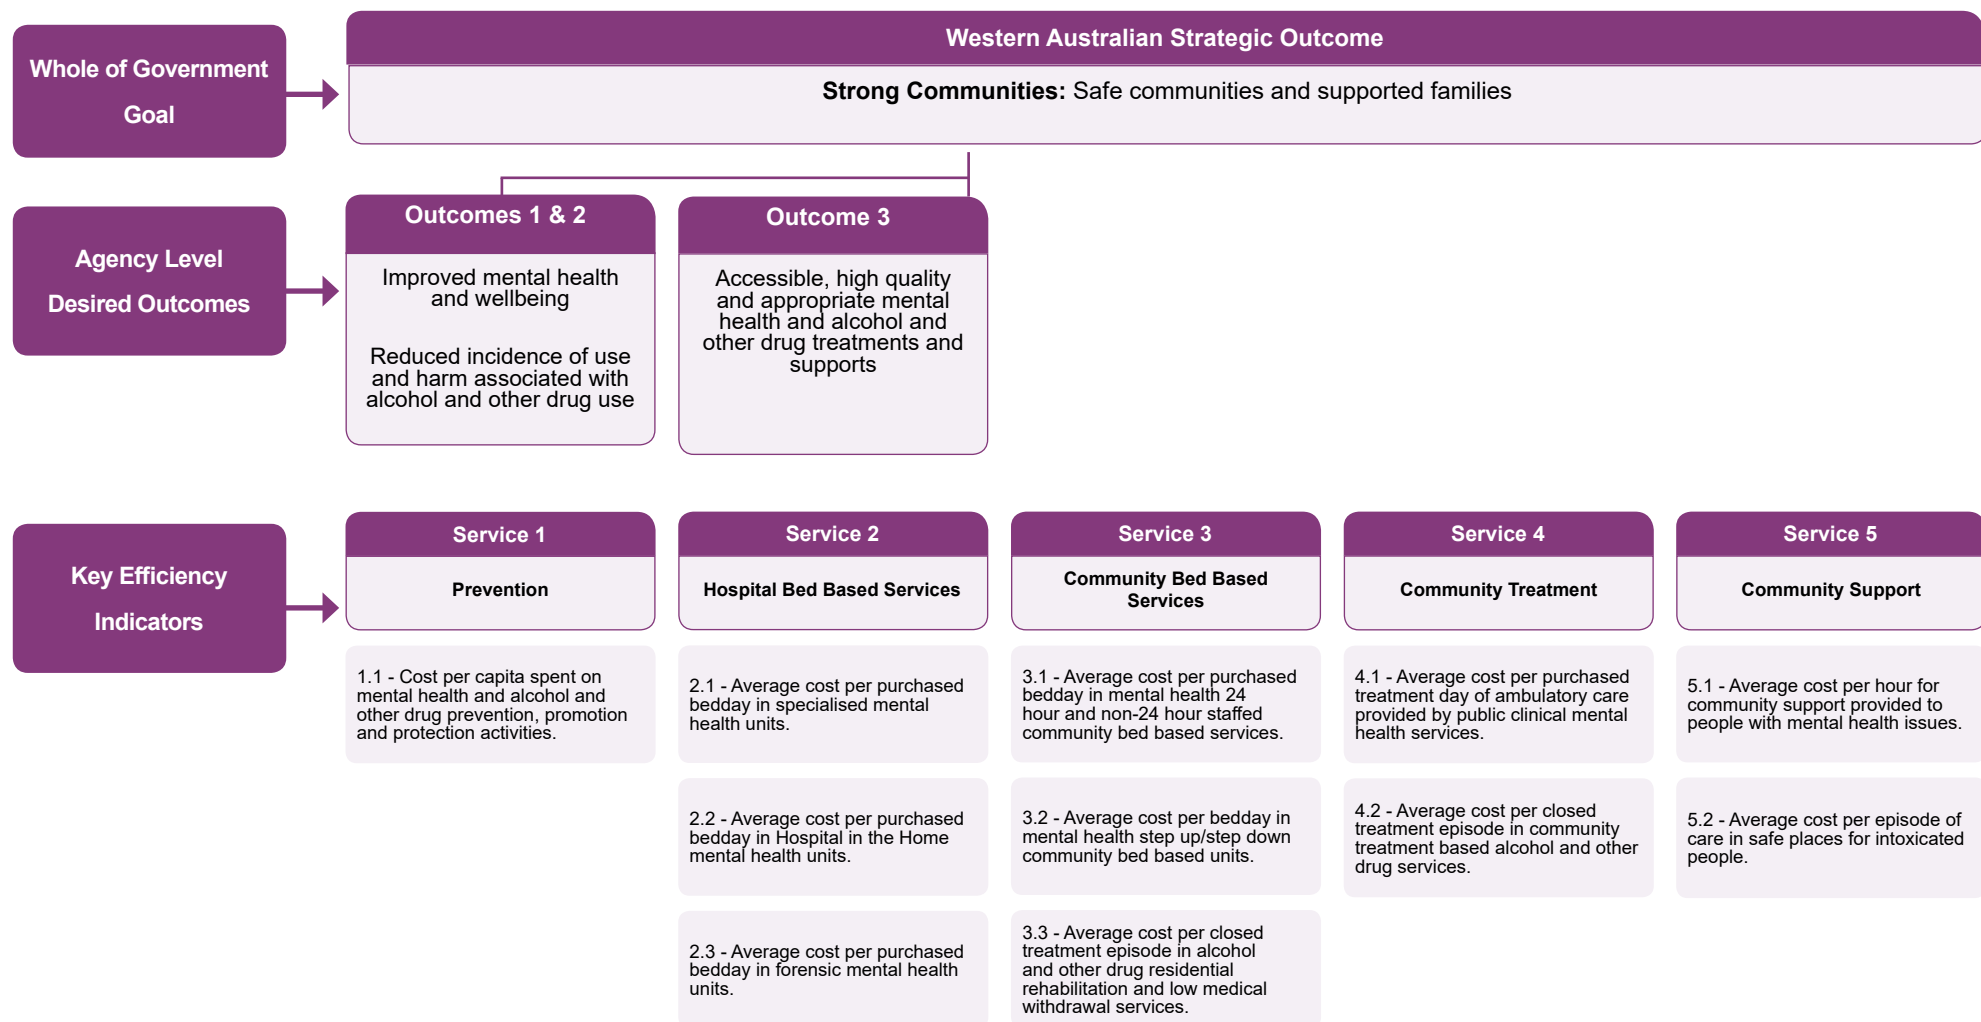 Whole of Government
Goal
Western Australian Strategic Outcome
Strong Communities: Safe communities and supported families
Agency Level
Desired Outcomes
Outcomes 1 & 2
Improved mental health
and wellbeing
Reduced incidence of use
and harm associated with
alcohol and other drug use
Outcome 3
Accessible, high quality
and appropriate mental
health and alcohol and
other drug treatments and
supports
Key Efficiency
Indicators
Service 1
Prevention
1.1 - Cost per capita spent on
mental health and alcohol and
other drug prevention, promotion
and protection activities.
Service 2
Hospital Bed Based Services
2.1 - Average cost per purchased
bedday in specialised mental
health units.
2.2 - Average cost per purchased
bedday in Hospital in the Home
mental health units.
2.3 - Average cost per purchased
bedday in forensic mental health
units.
Service 3
Community Bed Based
Services
3.1 - Average cost per purchased
bedday in mental health 24
hour and non-24 hour staffed
community bed based services.
3.2 - Average cost per bedday in
mental health step up/step down
community bed based units.
3.3 - Average cost per closed
treatment episode in alcohol
and other drug residential
rehabilitation and low medical
withdrawal services.
Service 4
Community Treatment
4.1 - Average cost per purchased
treatment day of ambulatory care
provided by public clinical mental
health services.
4.2 - Average cost per closed
treatment episode in community
treatment based alcohol and other
drug services.
Service 5
Community Support
5.1 - Average cost per hour for
community support provided to
people with mental health issues.
5.2 - Average cost per episode of
care in safe places for intoxicated
people.